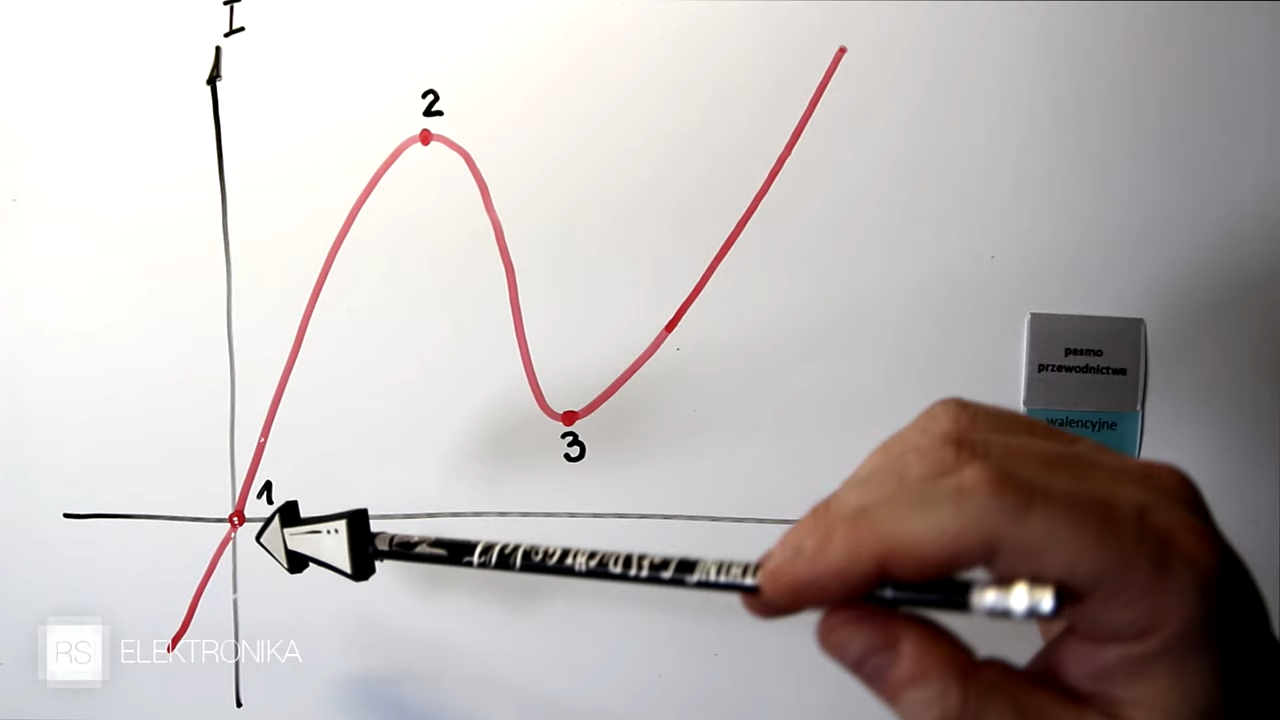 I
2
3
1
pasmo
przewodnictwa
walencyjne
RS ELEKTRONIKA